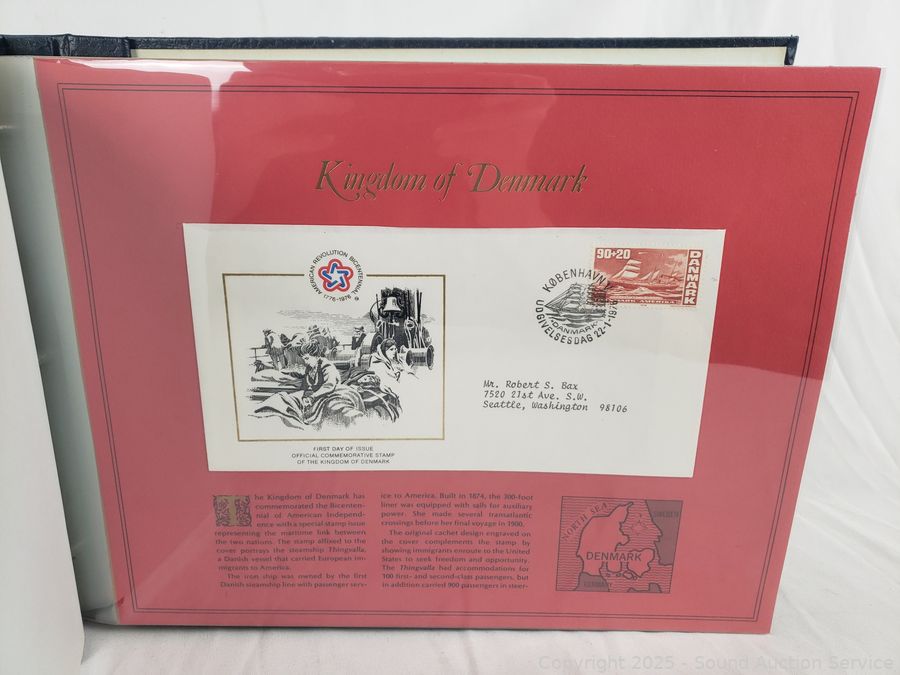 Kingdom of Denmark
AMERICAN REVOLUTION BICENTENNIAL
1776-1976
90+20
DANMARK
KØBENHAVN
DANMARK
UDGIVELSESDAG 22-1-1976
Mr. Robert S. Bax
7520 21st Ave. S.W.
Seattle, Washington 98106
FIRST DAY OF ISSUE
OFFICIAL COMMEMORATIVE STAMP
OF THE KINGDOM OF DENMARK
The Kingdom of Denmark has
commemorated the Bicenten-
nial of American Independ-
ence with a special stamp issue
representing the maritime link between
the two nations. The stamp affixed to the
cover portrays the steamship Thingvalla,
a Danish vessel that carried European im-
migrants to America.
The iron ship was owned by the first
Danish steamship line with passenger serv-
ice to America. Built in 1874, the 300-foot
liner was equipped with sails for auxiliary
power. She made several transatlantic
crossings before her final voyage in 1900.
The original cachet design engraved on
the cover complements the stamp by
showing immigrants enroute to the United
States to seek freedom and opportunity.
The Thingvalla had accommodations for
100 first- and second-class passengers, but
in addition carried 900 passengers in steer-
NORTH SEA
SWEDEN
DENMARK
GERMANY
Copyright 2025 - Sound Auction Service